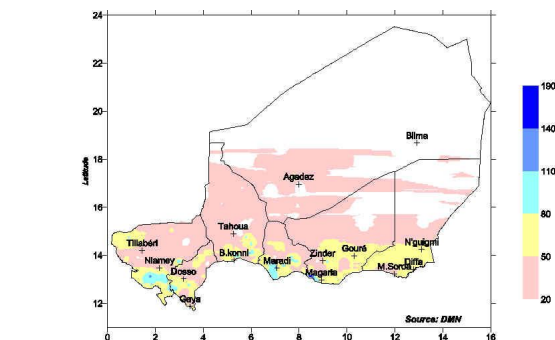 24
22
20
18
16
14
12
Latitude
0 2 4 6 8 10 12 14 16
Bilma
Agadaz
Tahoua
Tillabéri
Niamey
Dosso
B.konni
Gaya
Maradi
Zinder
Gouré
Magaria
N'guigmi
Diffa
M.Soroa
Source: DMN
190
140
110
80
50
20